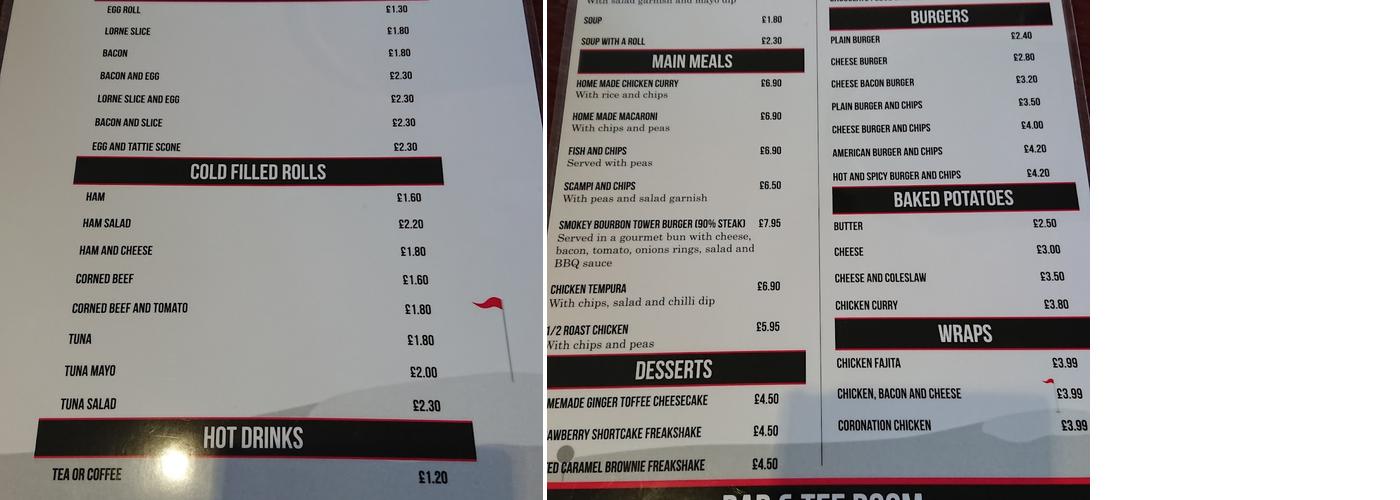 EGG ROLL £1.30
LORNE SLICE £1.80
BACON £1.80
BACON AND EGG £2.30
LORNE SLICE AND EGG £2.30
BACON AND SLICE £2.30
EGG AND TATTIE SCONE £2.30
COLD FILLED ROLLS
HAM £1.60
HAM SALAD £2.20
HAM AND CHEESE £1.80
CORNED BEEF £1.60
CORNED BEEF AND TOMATO £1.80
TUNA £1.80
TUNA MAYO £2.00
TUNA SALAD £2.30
HOT DRINKS
TEA OR COFFEE £1.20
With salad garnish and mayo dip
SOUP £1.80
SOUP WITH A ROLL £2.30
MAIN MEALS
HOME MADE CHICKEN CURRY £6.90
With rice and chips
HOME MADE MACARONI £6.90
With chips and peas
FISH AND CHIPS £6.90
Served with peas
SCAMPI AND CHIPS £6.50
With peas and salad garnish
SMOKEY BOURBON TOWER BURGER (90% STEAK) £7.95
Served in a gourmet bun with cheese,
bacon, tomato, onions rings, salad and
BBQ sauce
CHICKEN TEMPURA £6.90
With chips, salad and chilli dip
1/2 ROAST CHICKEN £5.95
With chips and peas
DESSERTS
MEMADE GINGER TOFFEE CHEESECAKE £4.50
AWBERRY SHORTCAKE FREAKSHAKE £4.50
ED CARAMEL BROWNIE FREAKSHAKE £4.50
BURGERS
PLAIN BURGER £2.40
CHEESE BURGER £2.80
CHEESE BACON BURGER £3.20
PLAIN BURGER AND CHIPS £3.50
CHEESE BURGER AND CHIPS £4.00
AMERICAN BURGER AND CHIPS £4.20
HOT AND SPICY BURGER AND CHIPS £4.20
BAKED POTATOES
BUTTER £2.50
CHEESE £3.00
CHEESE AND COLESLAW £3.50
CHICKEN CURRY £3.80
WRAPS
CHICKEN FAJITA £3.99
CHICKEN, BACON AND CHEESE £3.99
CORONATION CHICKEN £3.99
BAR & TEE ROOM